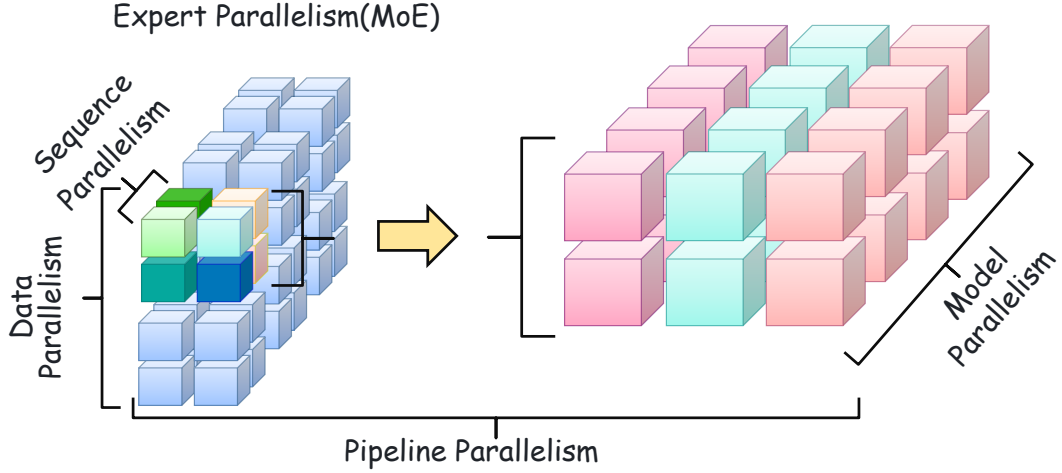 Expert Parallelism(MoE)
Sequence
Parallelism
Data
Parallelism
Model
Parallelism
Pipeline Parallelism